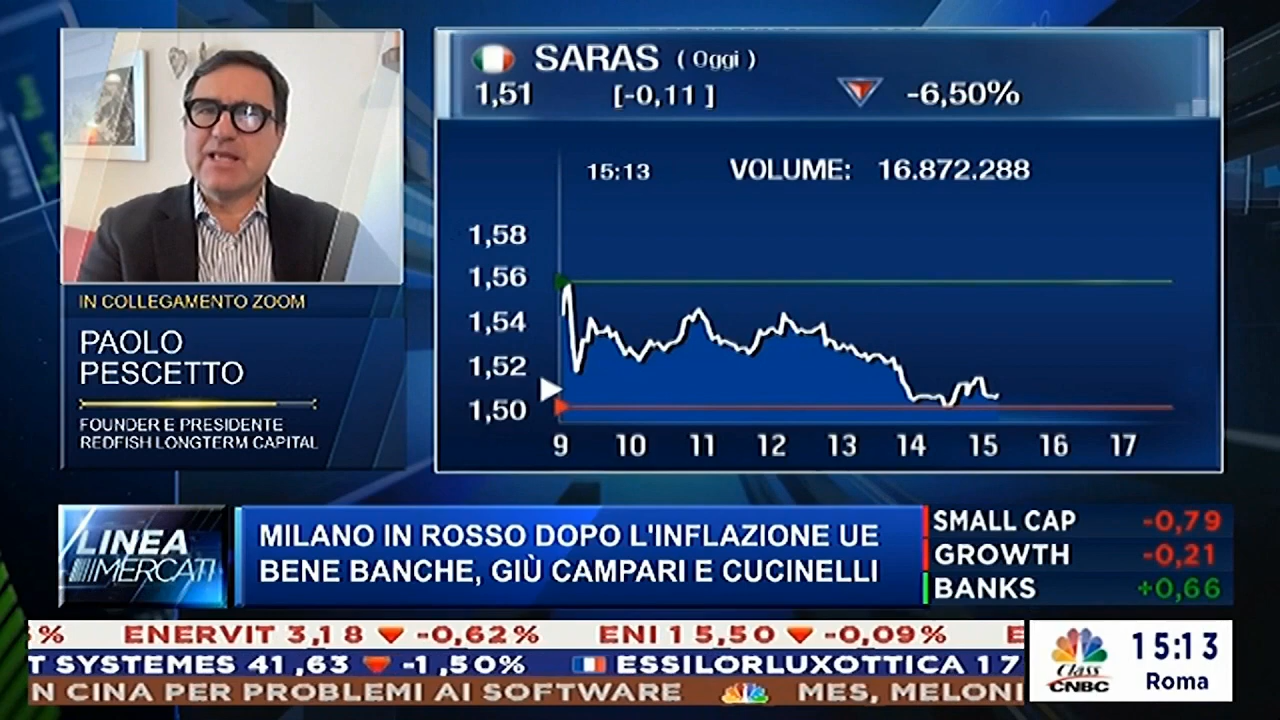 SARAS ( Oggi )
1,51 [-0,11 ] -6,50%
15:13 VOLUME: 16.872.288
1,58
1,56
1,54
1,52
1,50
9 10 11 12 13 14 15 16 17
IN COLLEGAMENTO ZOOM
PAOLO
PESCETTO
FOUNDER E PRESIDENTE
REDFISH LONGTERM CAPITAL
LINEA
MERCATI
MILANO IN ROSSO DOPO L'INFLAZIONE UE
BENE BANCHE, GIÙ CAMPARI E CUCINELLI
SMALL CAP -0,79
GROWTH -0,21
BANKS +0,66
% ENERVIT 3,18 -0,62% ENI 15,50 -0,09% E
T SYSTEMES 41,63 -1,50% ESSILORLUXOTTICA 17
N CINA PER PROBLEMI AI SOFTWARE MES, MELONI
Class
CNBC
15:13
Roma